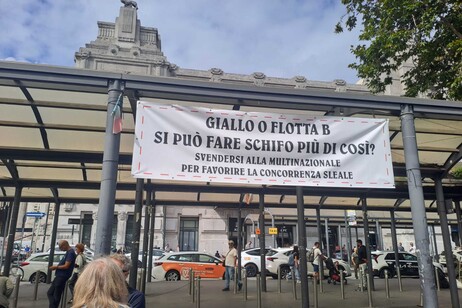 GIALLO O FLOTTA B
SI PUÒ FARE SCHIFO PIÙ DI COSÌ?
SVENDERSI ALLA MULTINAZIONALE
PER FAVORIRE LA CONCORRENZA SLEALE